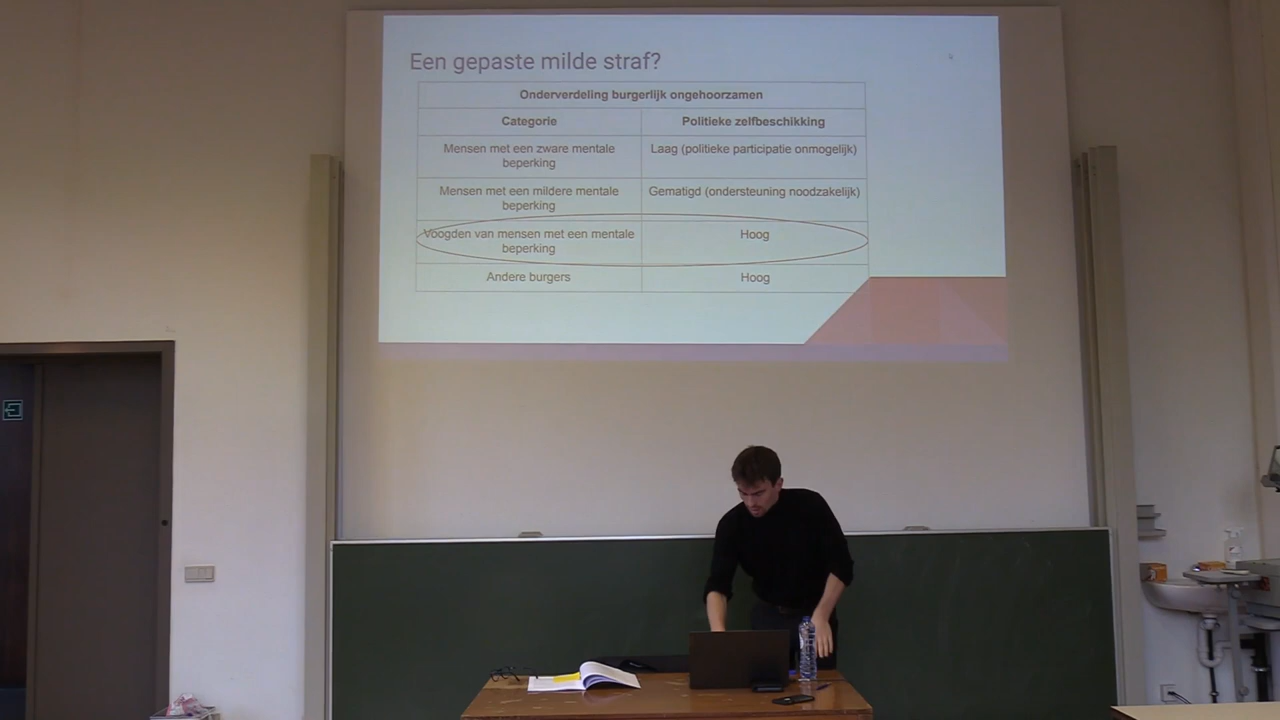 Een gepaste milde straf?
Onderverdeling burgerlijk ongehoorzamen
Categorie
Politieke zelfbeschikking
Mensen met een zware mentale
beperking
Laag (politieke participatie onmogelijk)
Mensen met een mildere mentale
beperking
Gematigd (ondersteuning noodzakelijk)
Voogden van mensen met een mentale
beperking
Hoog
Andere burgers
Hoog